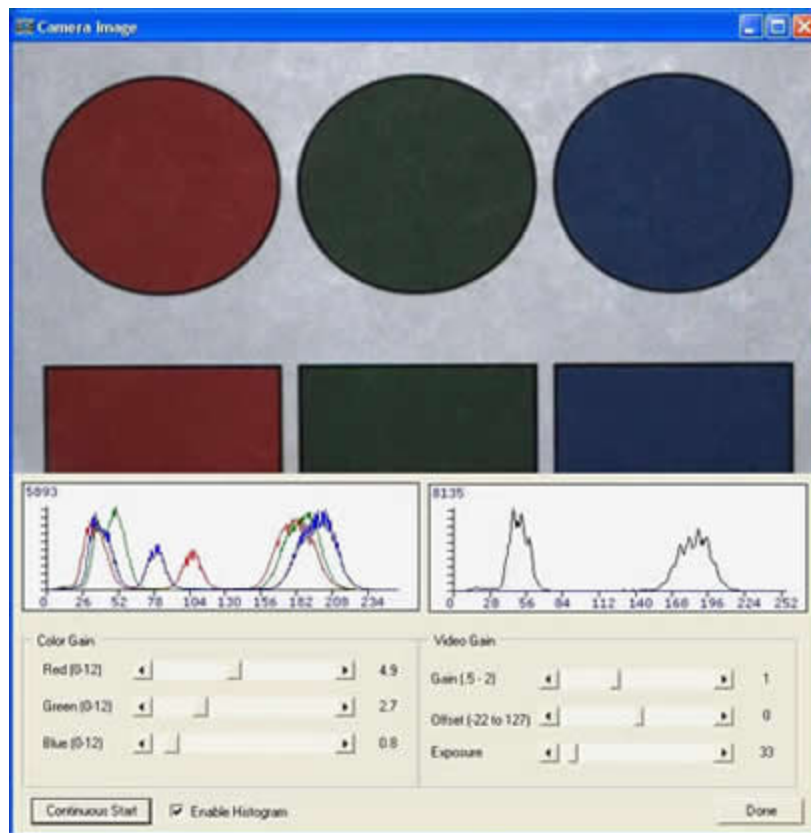 Camera Image
5893
0 26 52 78 104 130 156 182 208 234
8135
0 28 56 84 112 140 168 196 224 252
Color Gain
Red (0-12) 4.9
Green (0-12) 2.7
Blue (0-12) 0.8
Video Gain
Gain (.5 - 2) 1
Offset (-22 to 127) 0
Exposure 33
Continuous Start
Enable Histogram
Done